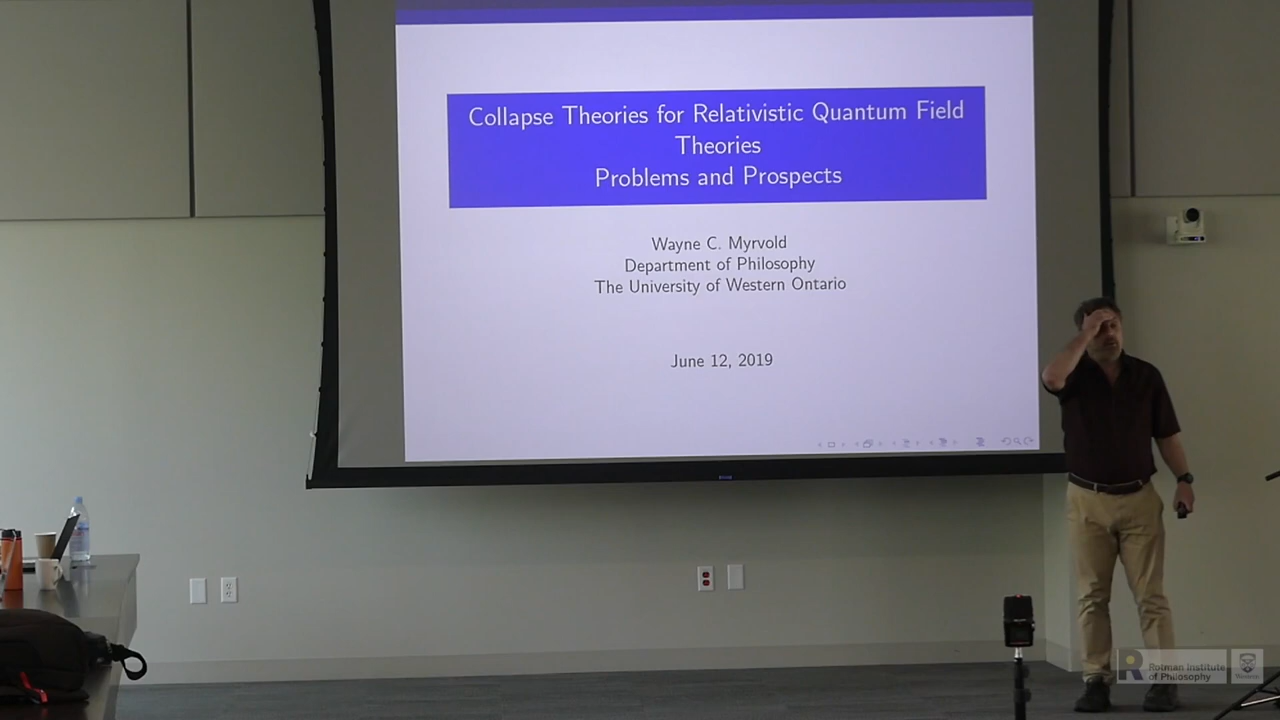 Collapse Theories for Relativistic Quantum Field
Theories
Problems and Prospects
Wayne C. Myrvold
Department of Philosophy
The University of Western Ontario
June 12, 2019
Rotman Institute
of Philosophy
Western